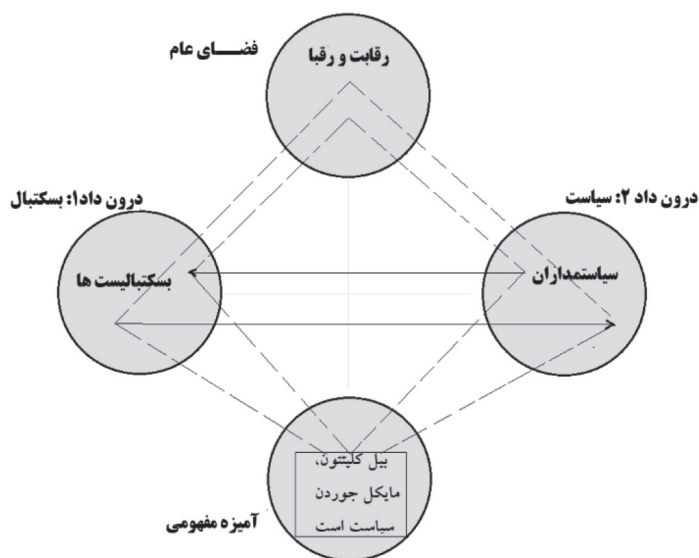 فضـــای عام
رقابت و رقبا
درون داد ۲: سیاست
درون داد۱: بسکتبال
سیاستمداران
بسکتبالیست ها
بیل کلینتون،
مایکل جوردن
سیاست است
آمیزه مفهومی